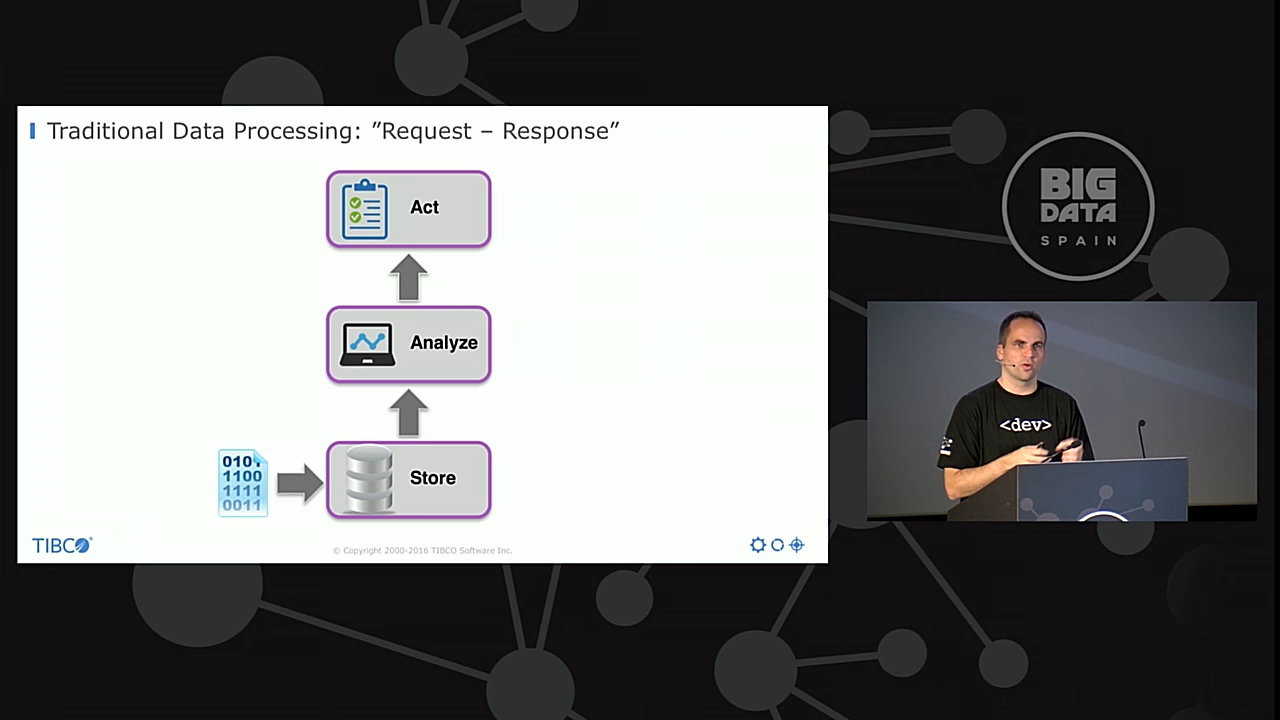 Traditional Data Processing: ”Request – Response”
Act
Analyze
Store
0101
1100
1111
0011
TIBCO
© Copyright 2000-2016 TIBCO Software Inc.
BIG
DATA
SPAIN
<dev>